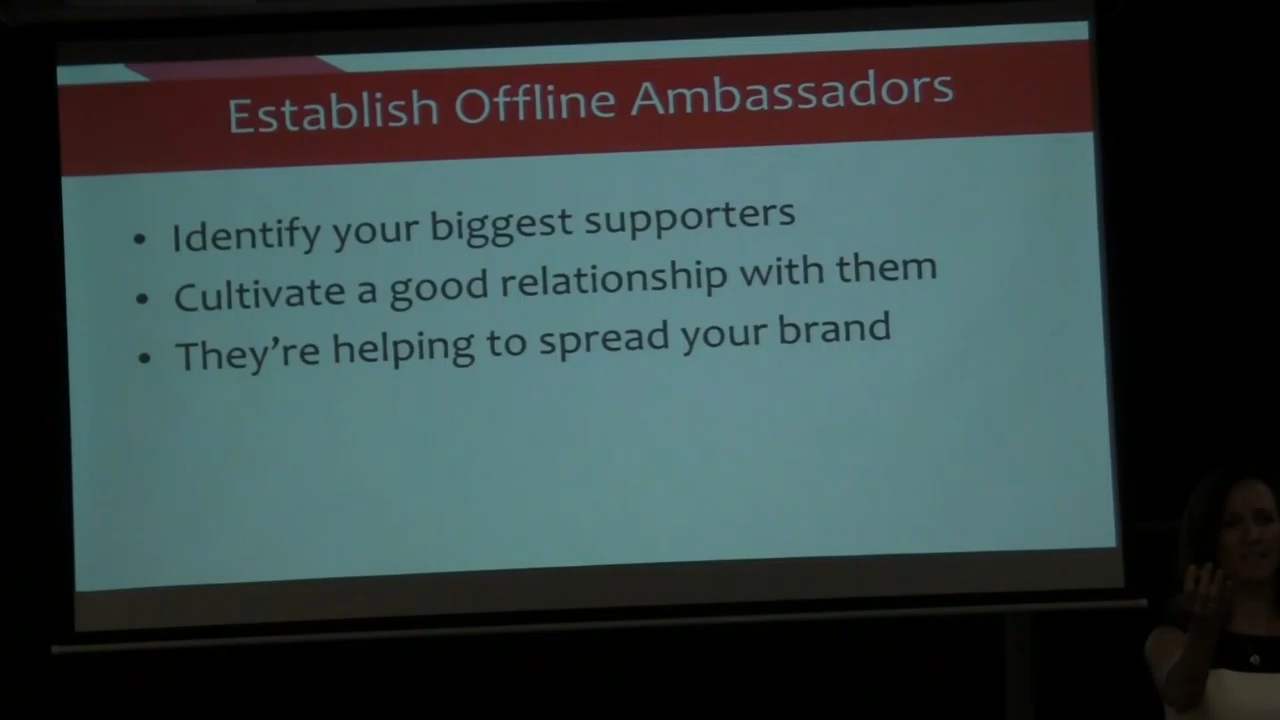 Establish Offline Ambassadors
• Identify your biggest supporters
• Cultivate a good relationship with them
• They're helping to spread your brand